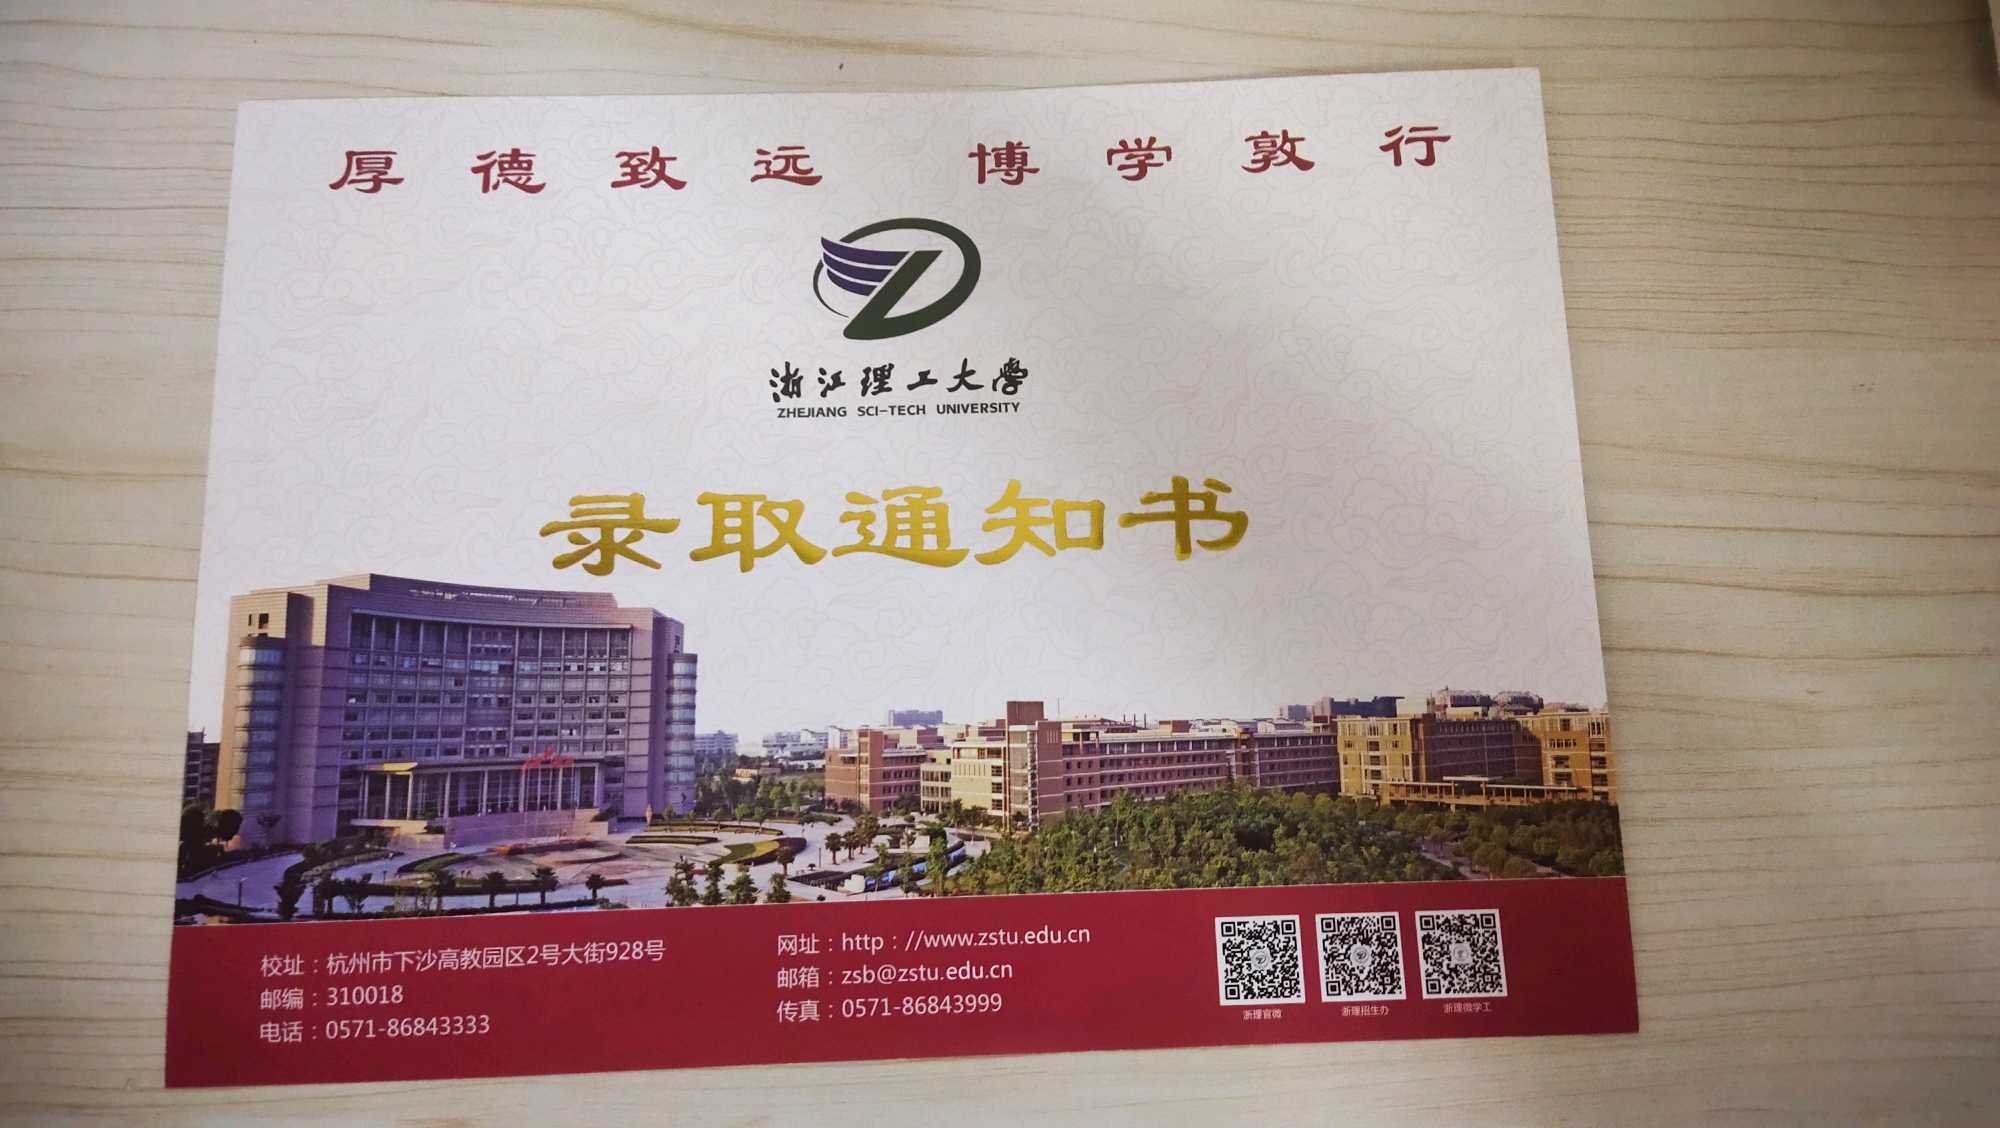 厚德致远 博学敦行
浙江理工大学
ZHEJIANG SCI-TECH UNIVERSITY
录取通知书
校址：杭州市下沙高教园区2号大街928号
邮编：310018
电话：0571-86843333
网址：http：//www.zstu.edu.cn
邮箱：zsb@zstu.edu.cn
传真：0571-86843999
浙理官微 浙理招生办 浙理微学工